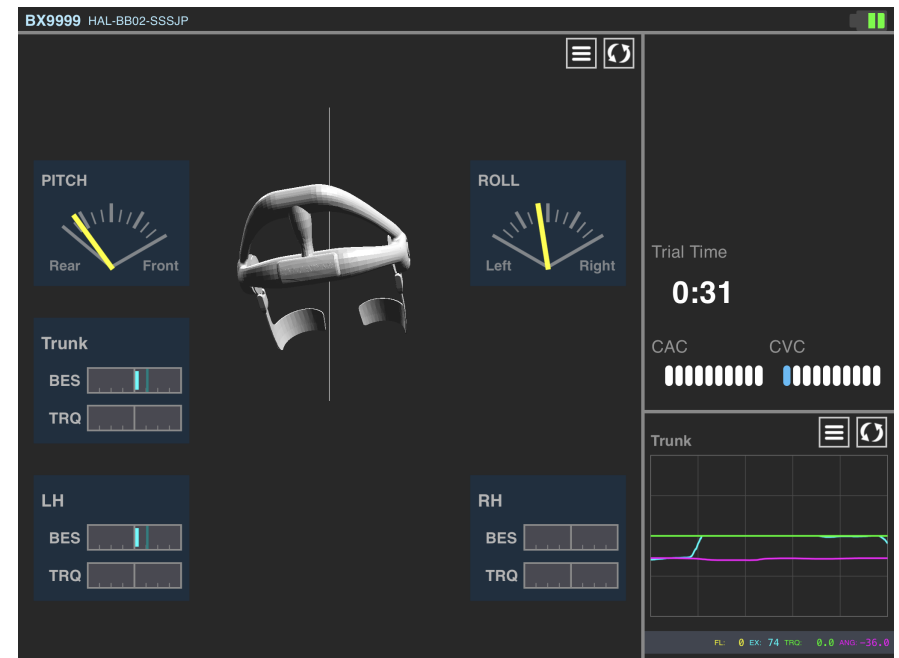 BX9999 HAL-BB02-SSSJP
PITCH
Rear Front
ROLL
Left Right
Trunk
BES
TRQ
LH
BES
TRQ
RH
BES
TRQ
Trial Time
0:31
CAC CVC
Trunk
FL: 0 EX: 74 TRQ: 0.0 ANG: -36.0